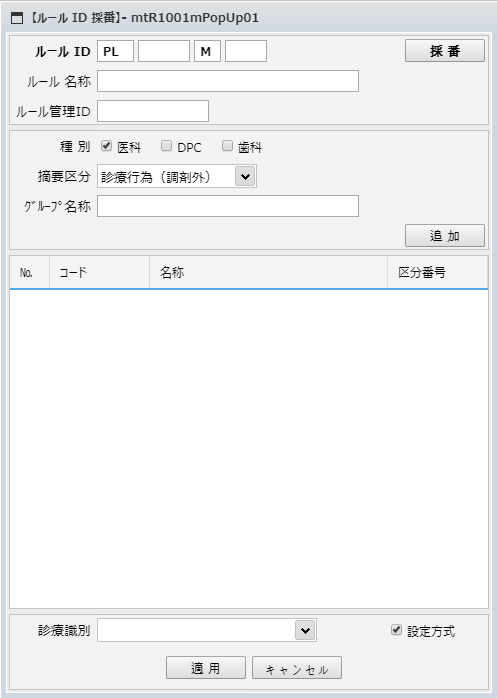 【ルール ID 採番】- mtR1001mPopUp01
ルール ID PL M 採 番
ルール 名称
ルール管理ID
種 別 医科 DPC 歯科
摘要区分 診療行為（調剤外）
ｸﾞﾙｰﾌﾟ名称
追 加
№ コード 名称 区分番号
診療識別 設定方式
適 用 キャンセル